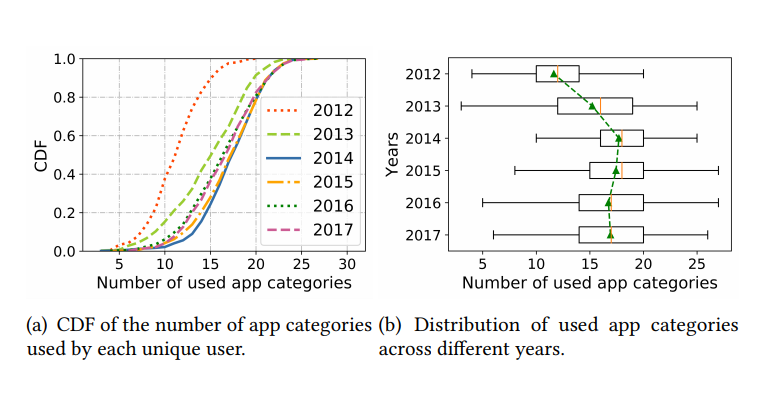 1.0
0.8
0.6
0.4
0.2
0.0
CDF
2012
2013
2014
2015
2016
2017
5 10 15 20 25 30
Number of used app categories
Years
2012
2013
2014
2015
2016
2017
5 10 15 20 25
Number of used app categories
(a) CDF of the number of app categories
used by each unique user.
(b) Distribution of used app categories
across different years.